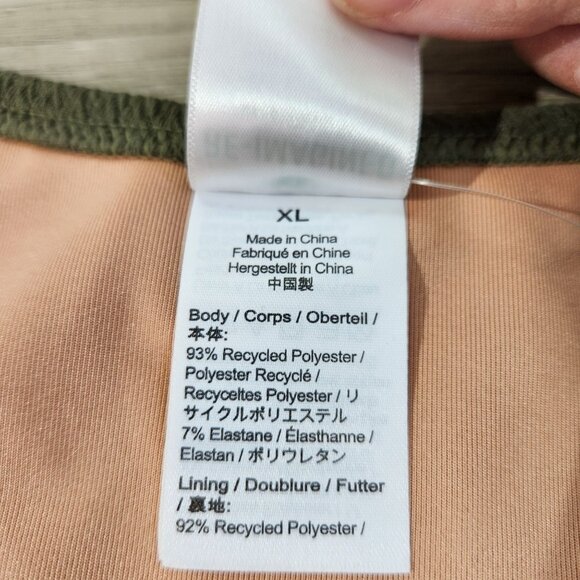 XL
Made in China
Fabriqué en Chine
Hergestellt in China
中国製
Body / Corps / Oberteil /
本体:
93% Recycled Polyester /
Polyester Recyclé /
Recyceltes Polyester / リ
サイクルポリエステル
7% Elastane / Élasthanne /
Elastan / ポリウレタン
Lining / Doublure / Futter
/ 裏地:
92% Recycled Polyester /